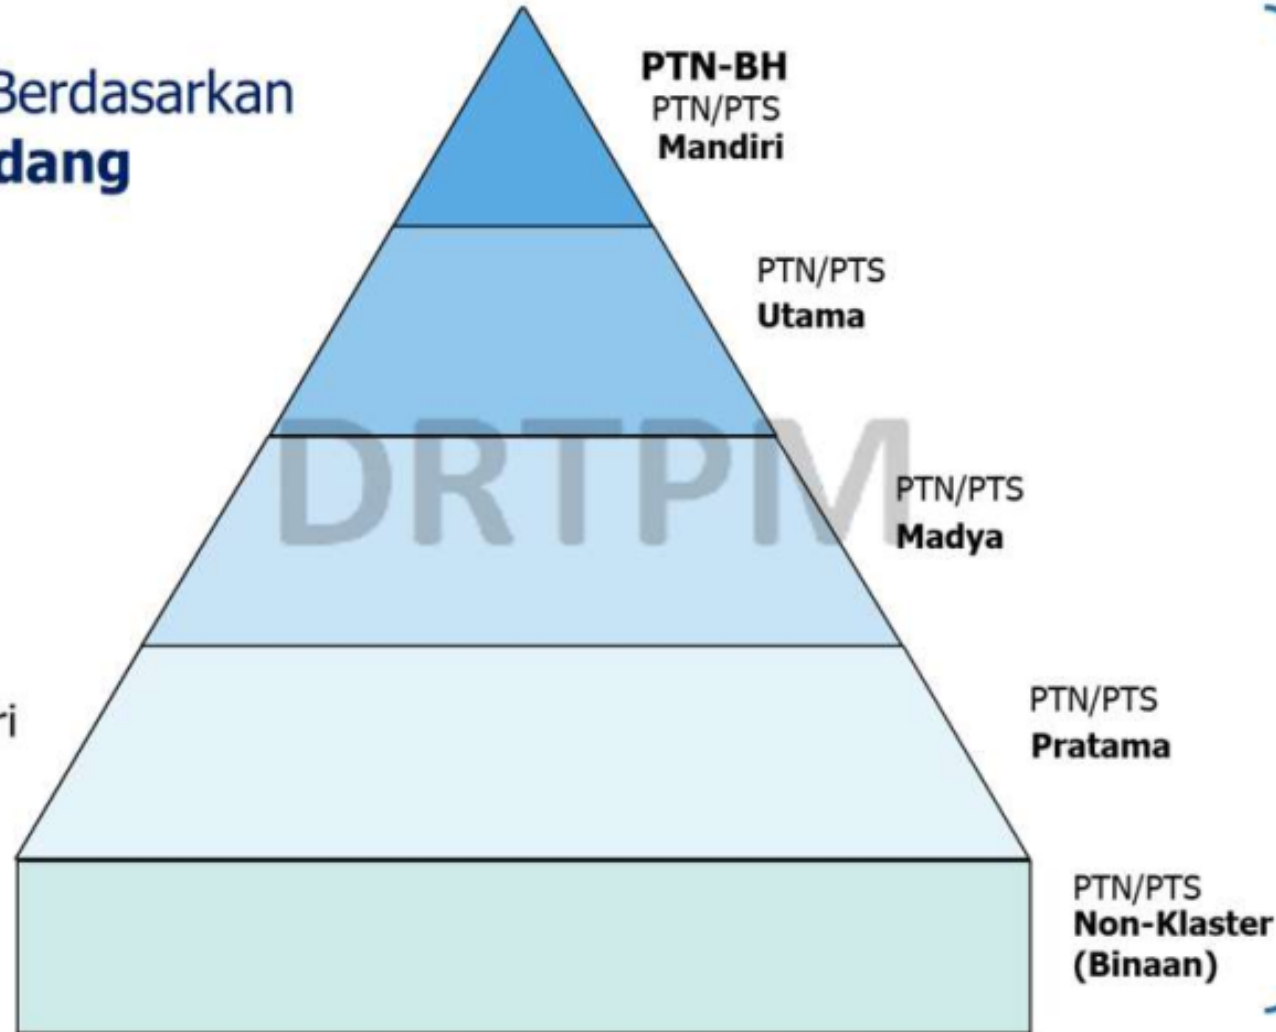 Berdasarkan
dang
PTN-BH
PTN/PTS
Mandiri
PTN/PTS
Utama
DRTPM
PTN/PTS
Madya
ri
PTN/PTS
Pratama
PTN/PTS
Non-Klaster
(Binaan)